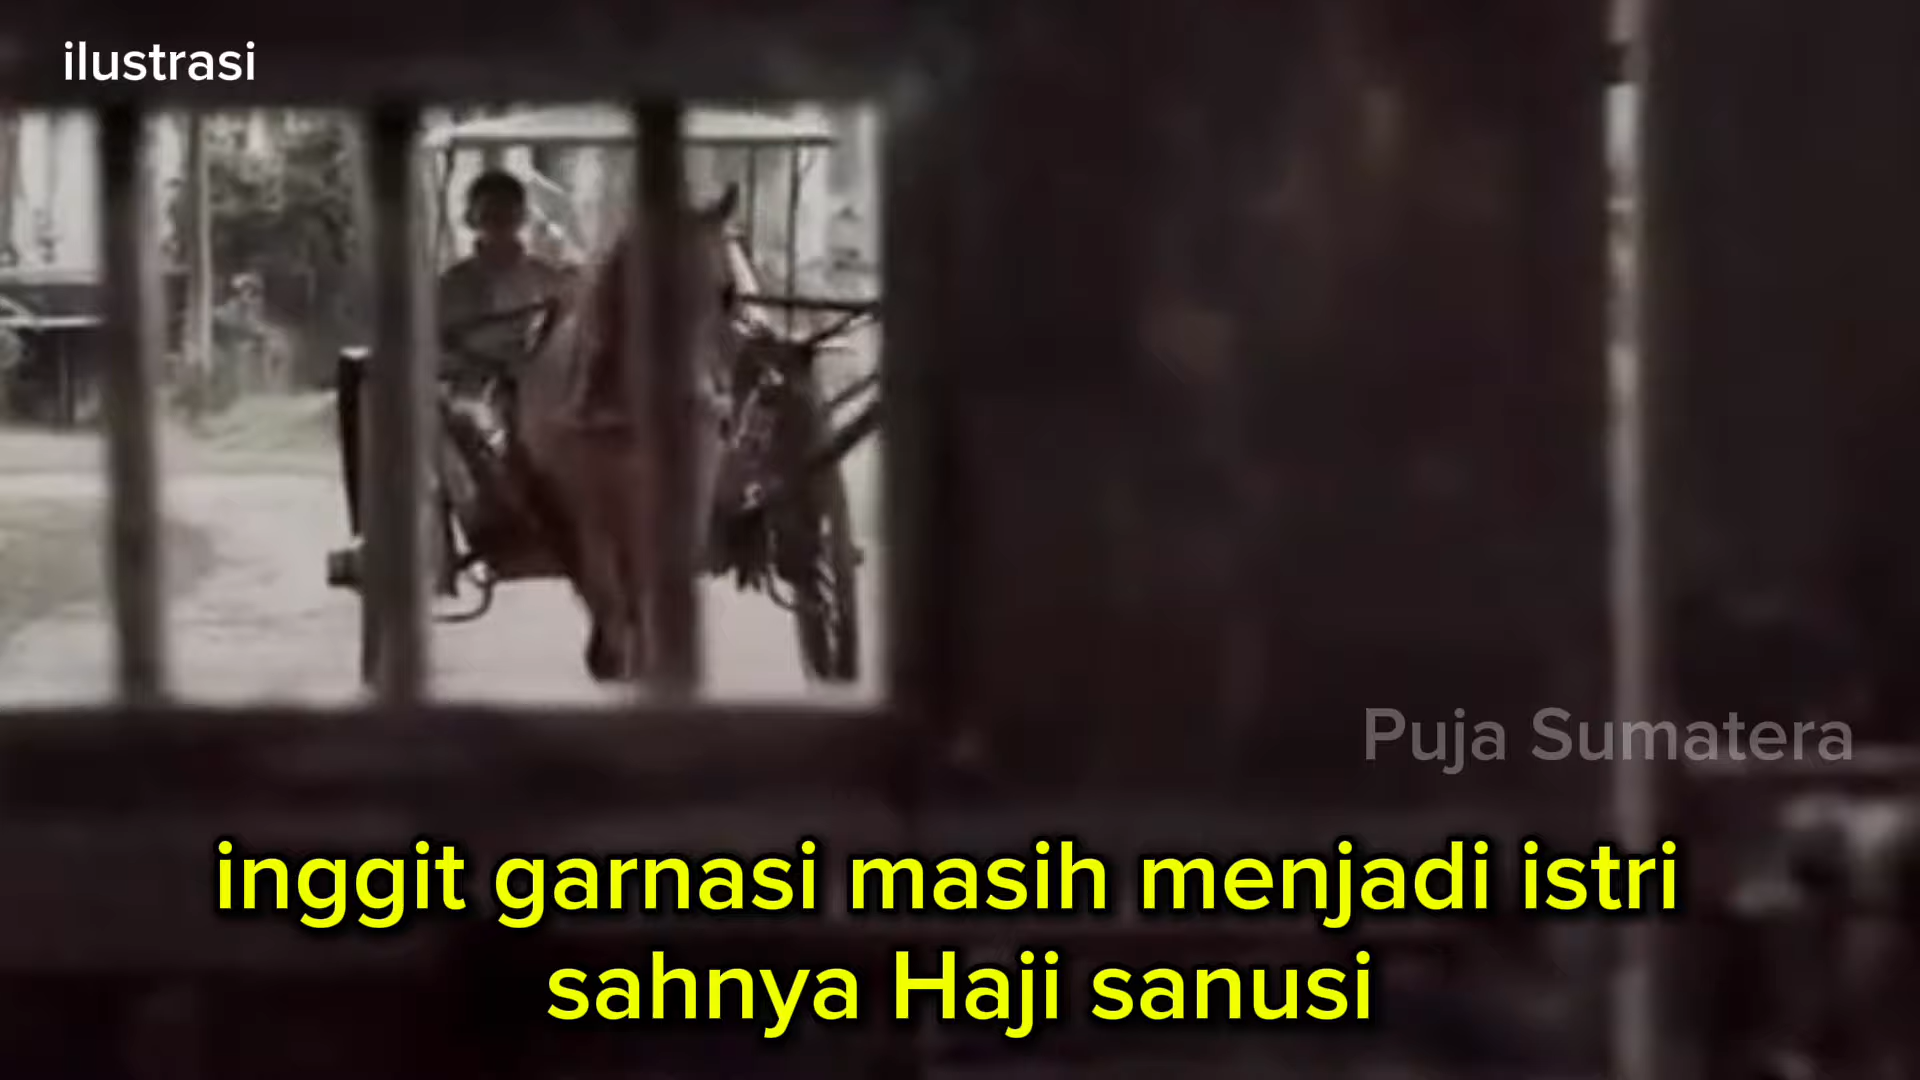 ilustrasi
Puja Sumatera
inggit garnasi masih menjadi istri
sahnya Haji sanusi